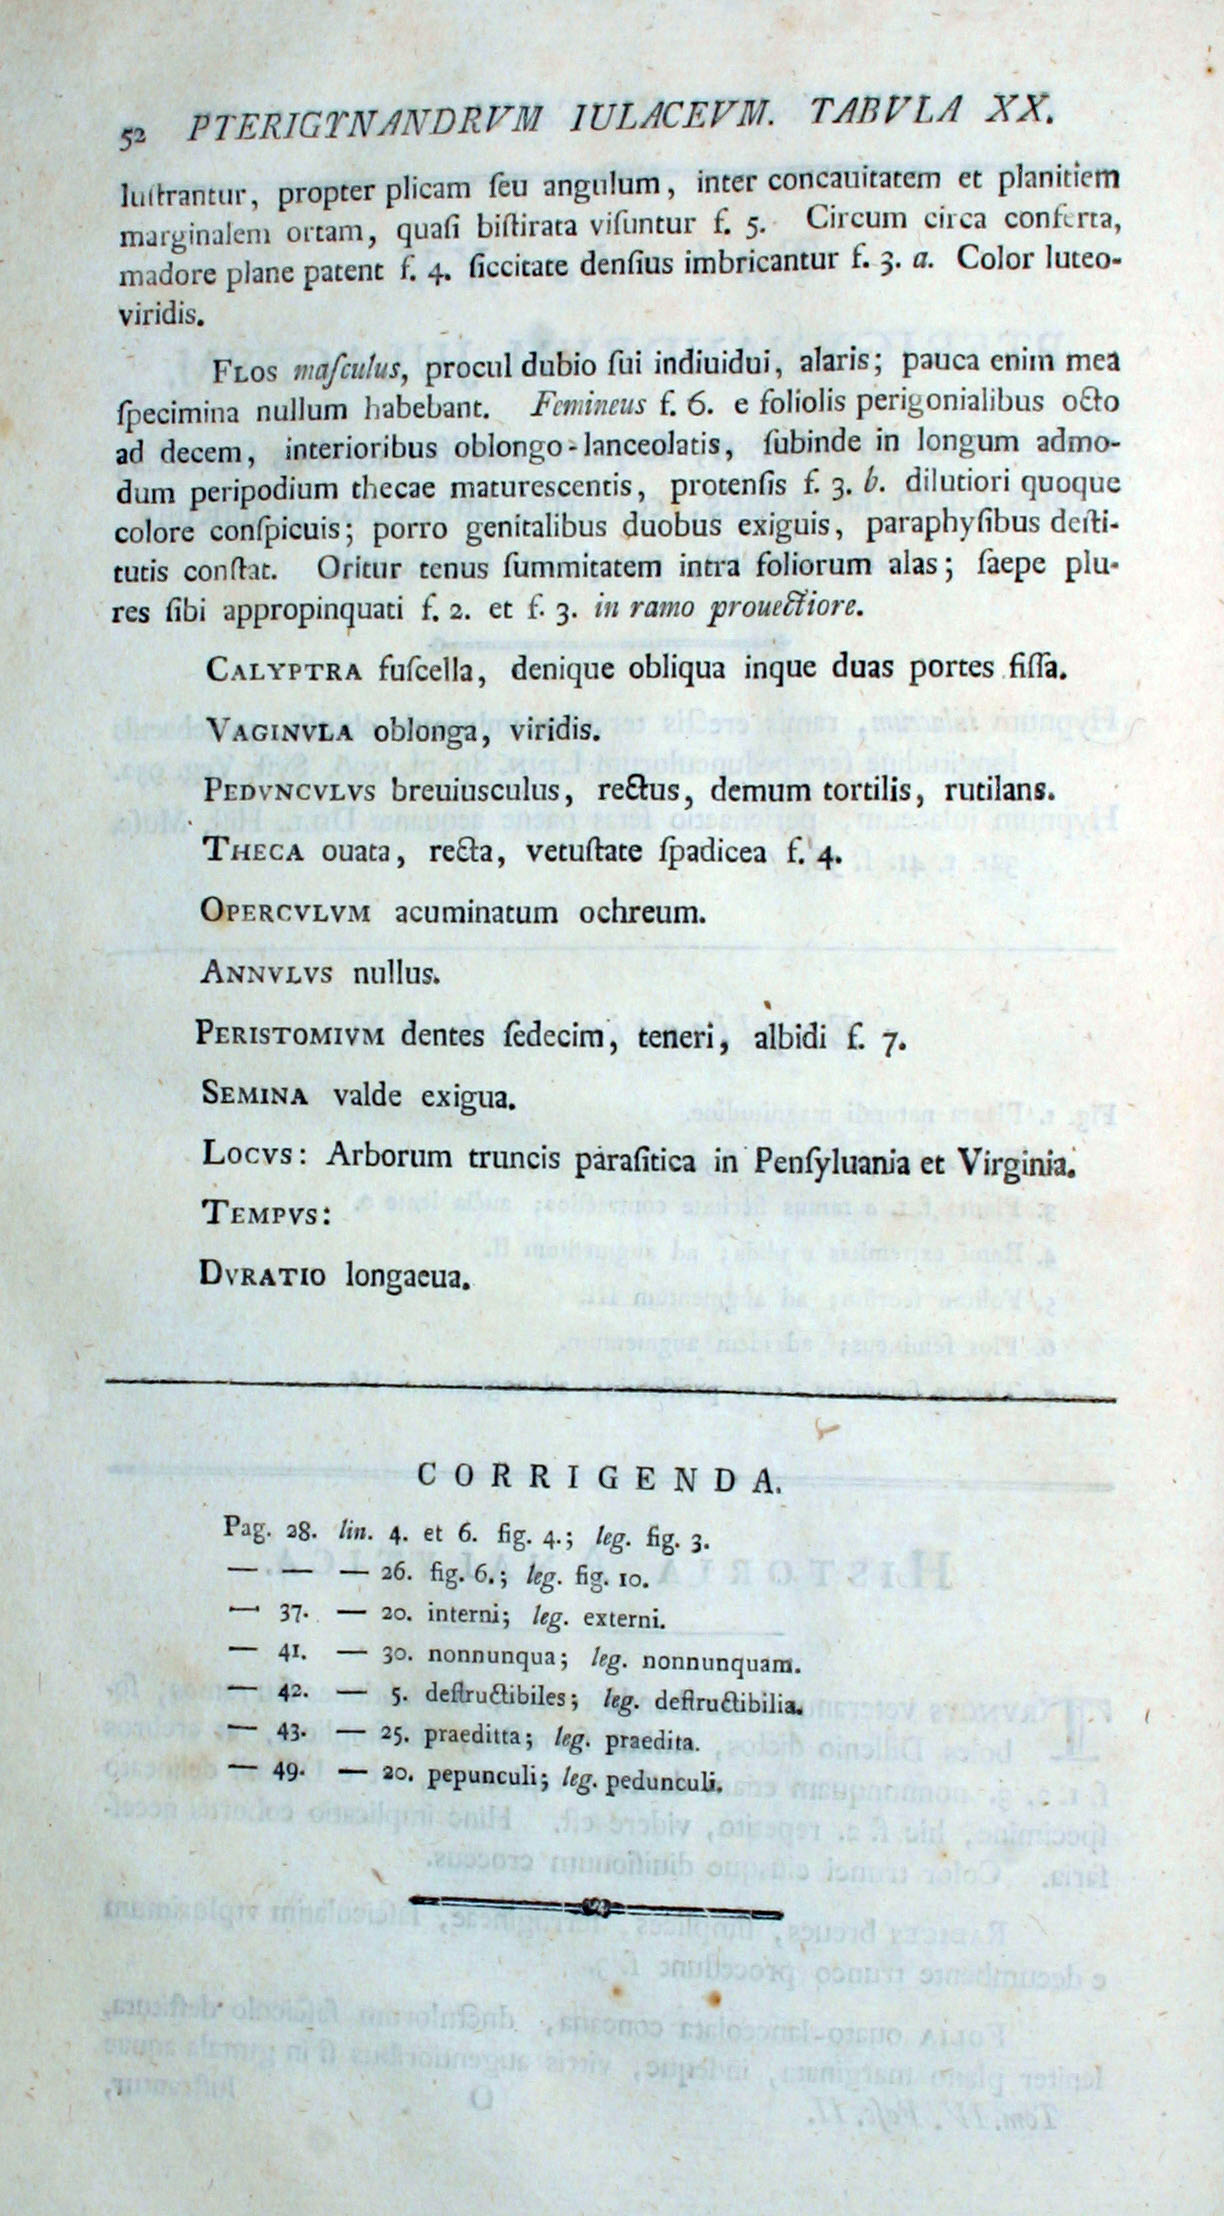 52 PTERIGYNANDRVM IULACEVM. TABVLA XX.
luſtrantur, propter plicam ſeu angulum, inter concauitatem et planitiem
marginalem ortam, quaſi biſtirata viſuntur f. 5. Circum circa conferta,
madore plane patent f. 4. ſiccitate denſius imbricantur f. 3. a. Color luteo-
viridis.
FLOS maſculus, procul dubio ſui indiuidui, alaris; pauca enim mea
ſpecimina nullum habebant. Femineus f. 6. e foliolis perigonialibus octo
ad decem, interioribus oblongo-lanceolatis, ſubinde in longum admo-
dum peripodium thecae maturescentis, protenſis f. 3. b. dilutiori quoque
colore conſpicuis; porro genitalibus duobus exiguis, paraphyſibus deſti-
tutis conſtat. Oritur tenus ſummitatem intra foliorum alas; ſaepe plu-
res ſibi appropinquati f. 2. et f. 3. in ramo prouectiore.
CALYPTRA fuſcella, denique obliqua inque duas portes fiſſa.
VAGINVLA oblonga, viridis.
PEDVNCVLVS breuiusculus, rectus, demum tortilis, rutilans.
THECA ouata, recta, vetuſtate ſpadicea f. 4.
OPERCVLVM acuminatum ochreum.
ANNVLVS nullus.
PERISTOMIVM dentes ſedecim, teneri, albidi f. 7.
SEMINA valde exigua.
LOCVS: Arborum truncis paraſitica in Penſyluania et Virginia.
TEMPVS:
DVRATIO longaeua.
CORRIGENDA.
Pag. 28. lin. 4. et 6. fig. 4.; leg. fig. 3.
— — — 26. fig. 6.; leg. fig. 10.
— 37. — 20. interni; leg. externi.
— 41. — 30. nonnunqua; leg. nonnunquam.
— 42. — 5. deſtructibiles; leg. deſtructibilia.
— 43. — 25. praeditta; leg. praedita.
— 49. — 20. pepunculi; leg. pedunculi.